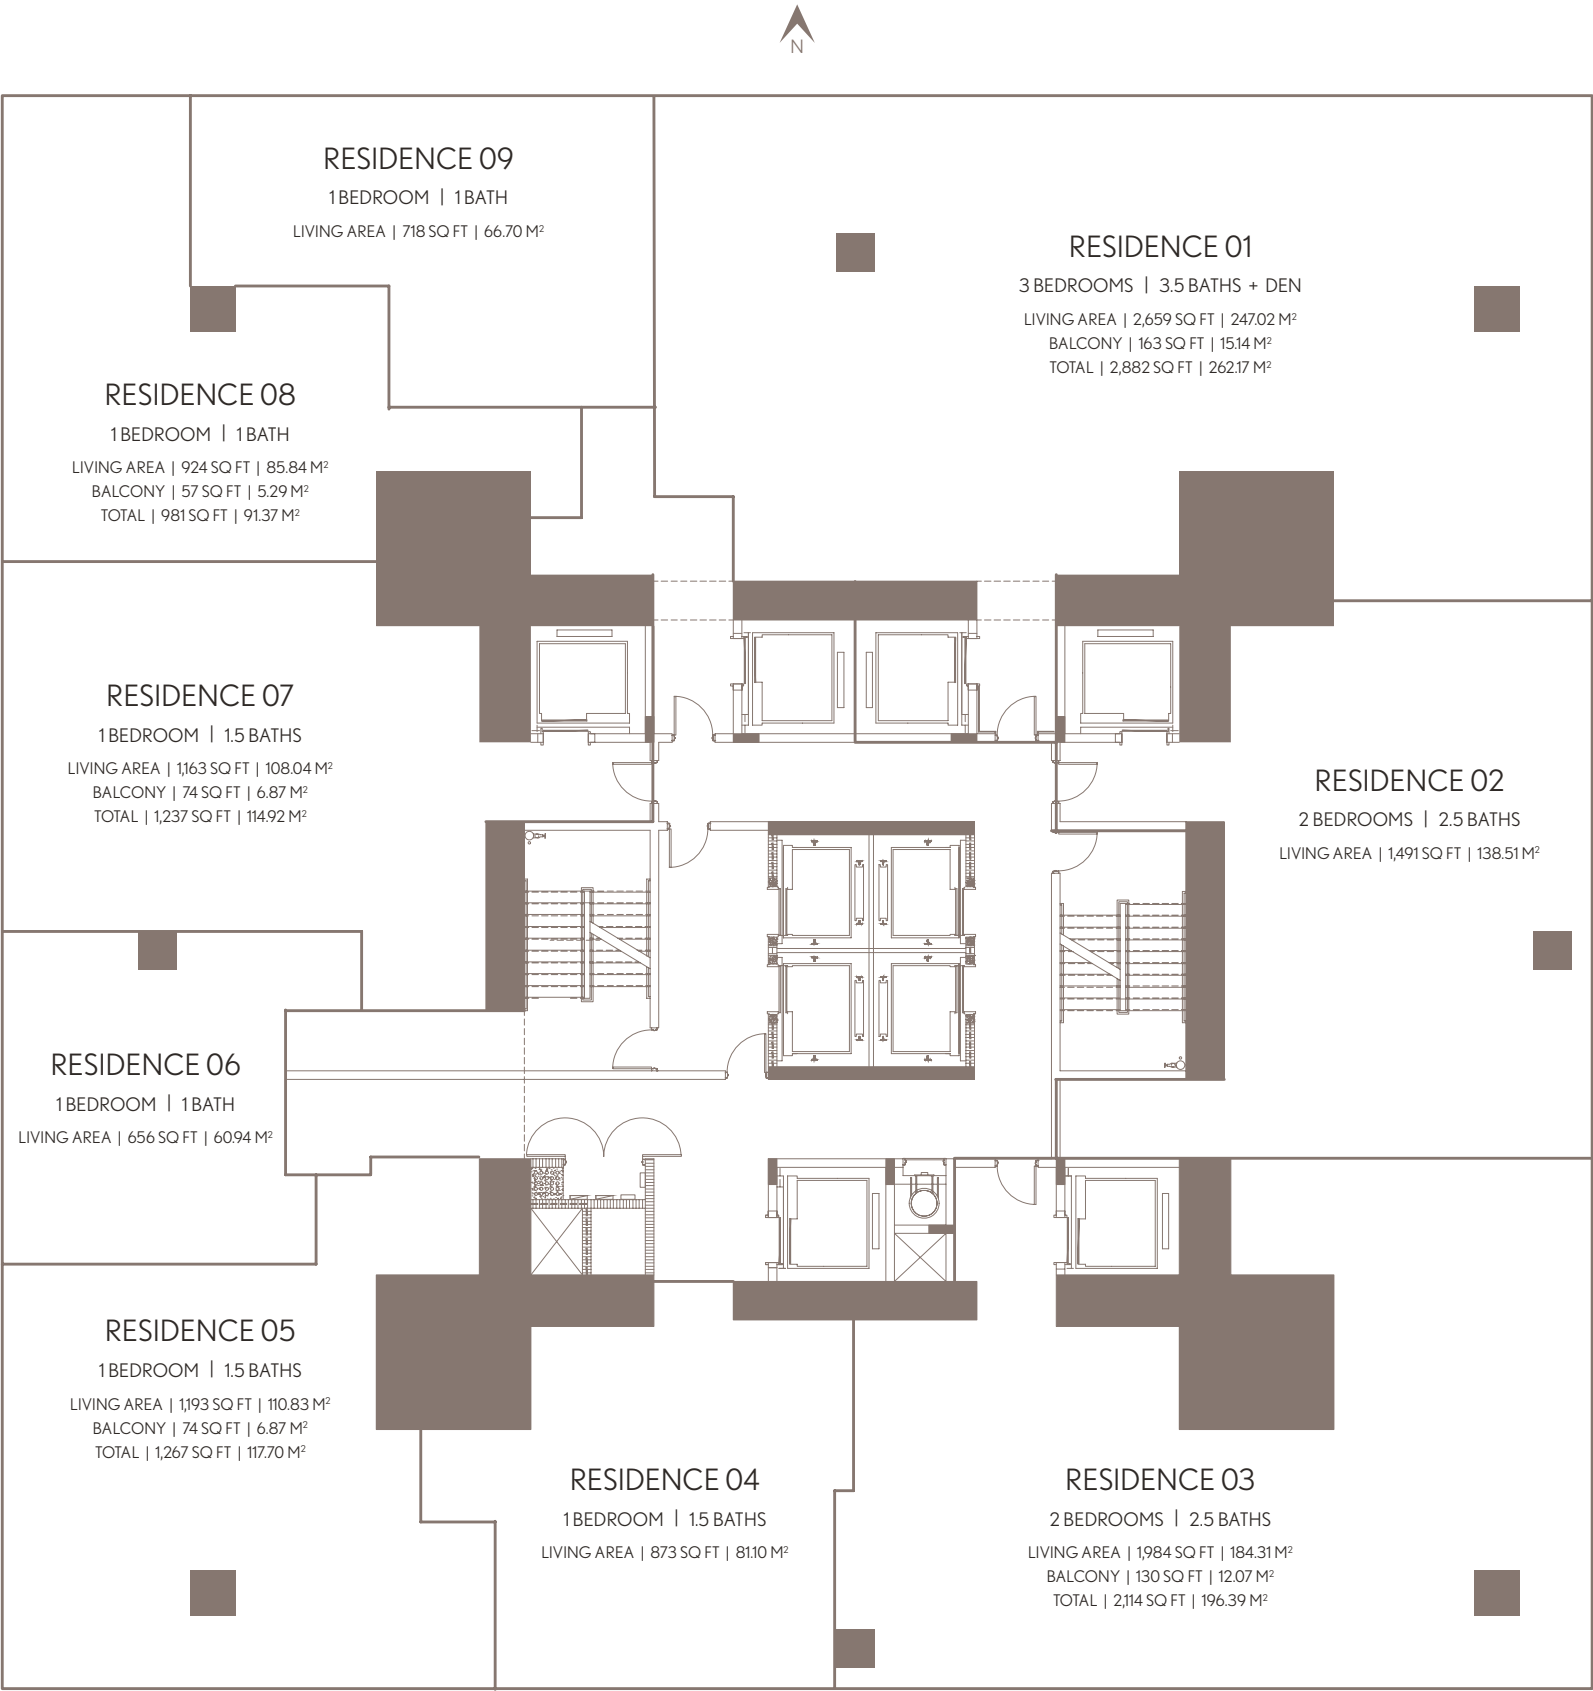 N
RESIDENCE 09
1 BEDROOM | 1 BATH
LIVING AREA | 718 SQ FT | 66.70 M²
RESIDENCE 01
3 BEDROOMS | 3.5 BATHS + DEN
LIVING AREA | 2,659 SQ FT | 247.02 M²
BALCONY | 163 SQ FT | 15.14 M²
TOTAL | 2,882 SQ FT | 262.17 M²
RESIDENCE 08
1 BEDROOM | 1 BATH
LIVING AREA | 924 SQ FT | 85.84 M²
BALCONY | 57 SQ FT | 5.29 M²
TOTAL | 981 SQ FT | 91.37 M²
RESIDENCE 07
1 BEDROOM | 1.5 BATHS
LIVING AREA | 1,163 SQ FT | 108.04 M²
BALCONY | 74 SQ FT | 6.87 M²
TOTAL | 1,237 SQ FT | 114.92 M²
RESIDENCE 02
2 BEDROOMS | 2.5 BATHS
LIVING AREA | 1,491 SQ FT | 138.51 M²
RESIDENCE 06
1 BEDROOM | 1 BATH
LIVING AREA | 656 SQ FT | 60.94 M²
RESIDENCE 05
1 BEDROOM | 1.5 BATHS
LIVING AREA | 1,193 SQ FT | 110.83 M²
BALCONY | 74 SQ FT | 6.87 M²
TOTAL | 1,267 SQ FT | 117.70 M²
RESIDENCE 04
1 BEDROOM | 1.5 BATHS
LIVING AREA | 873 SQ FT | 81.10 M²
RESIDENCE 03
2 BEDROOMS | 2.5 BATHS
LIVING AREA | 1,984 SQ FT | 184.31 M²
BALCONY | 130 SQ FT | 12.07 M²
TOTAL | 2,114 SQ FT | 196.39 M²